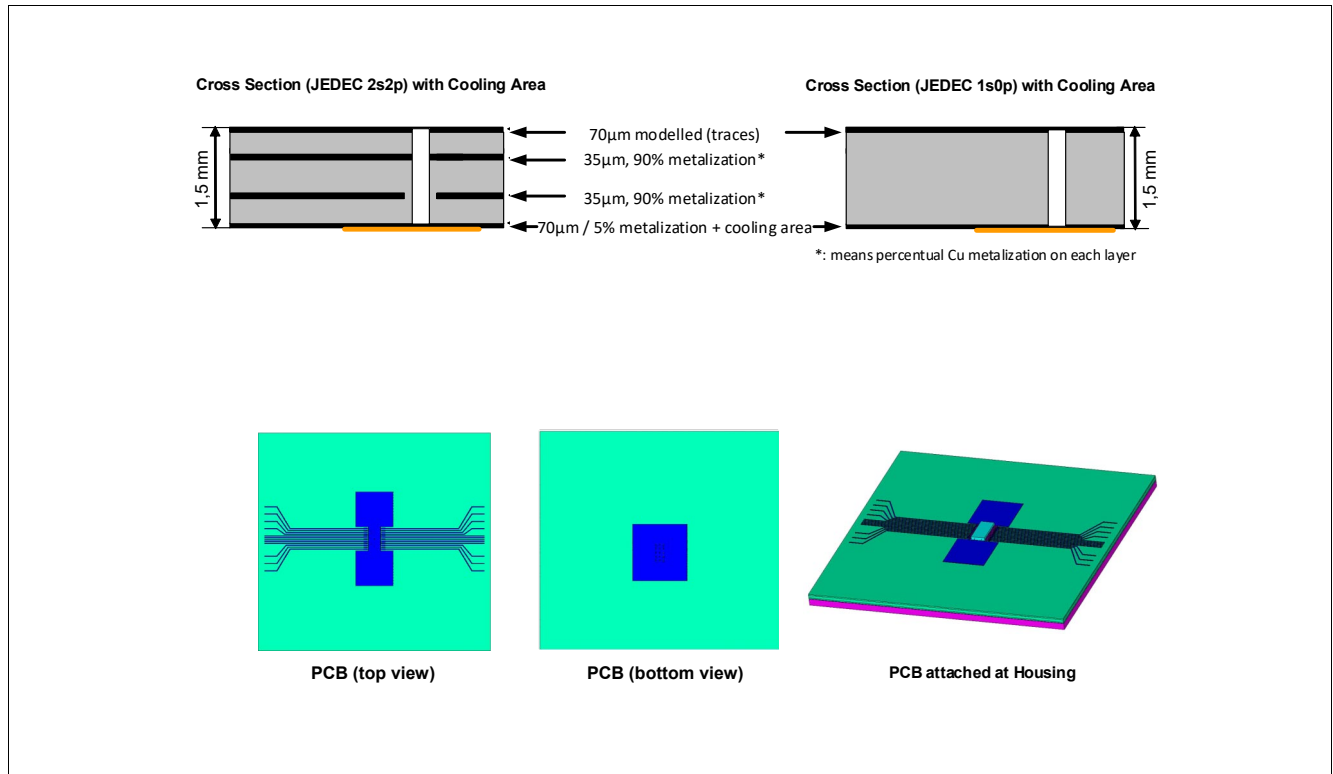 Cross Section (JEDEC 2s2p) with Cooling Area
Cross Section (JEDEC 1s0p) with Cooling Area
1,5 mm
70µm modelled (traces)
35µm, 90% metalization*
35µm, 90% metalization*
70µm / 5% metalization + cooling area
1,5 mm
*: means percentual Cu metalization on each layer
PCB (top view)
PCB (bottom view)
PCB attached at Housing